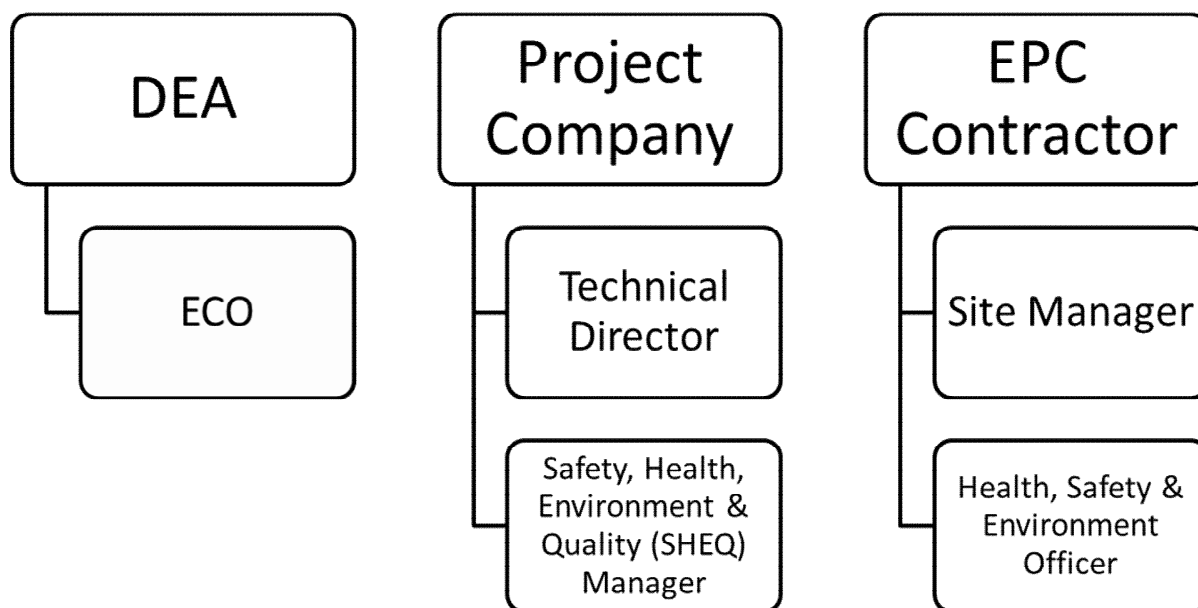 DEA
ECO
Project
Company
Technical
Director
Safety, Health,
Environment &
Quality (SHEQ)
Manager
EPC
Contractor
Site Manager
Health, Safety &
Environment
Officer